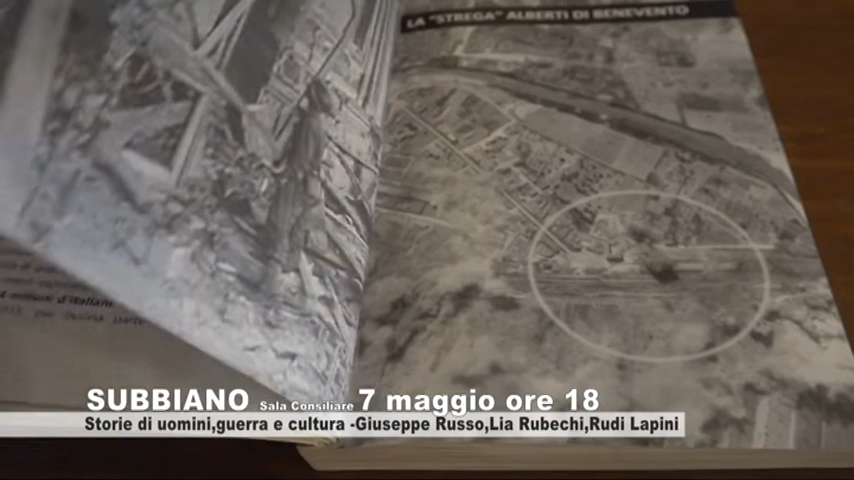 LA "STREGA" ALBERTI DI BENEVENTO
milioni d'italiani
SUBBIANO Sala Consiliare 7 maggio ore 18
Storie di uomini,guerra e cultura -Giuseppe Russo,Lia Rubechi,Rudi Lapini